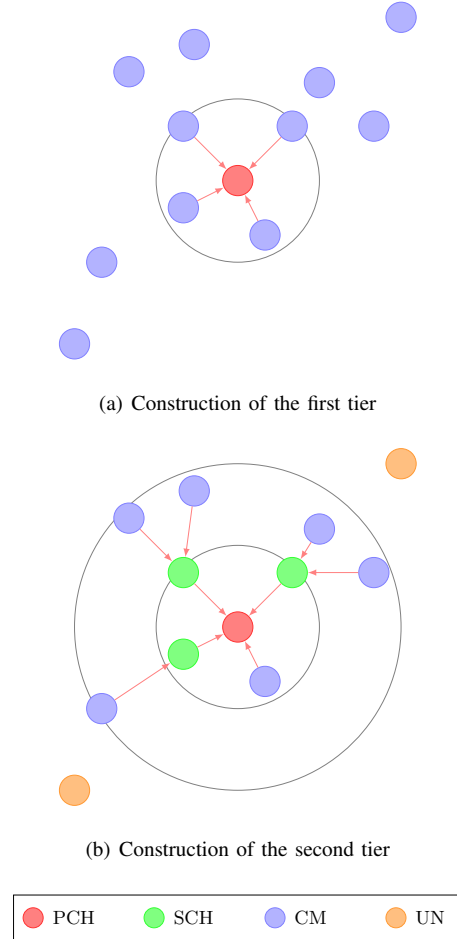 (a) Construction of the first tier
(b) Construction of the second tier
PCH SCH CM UN